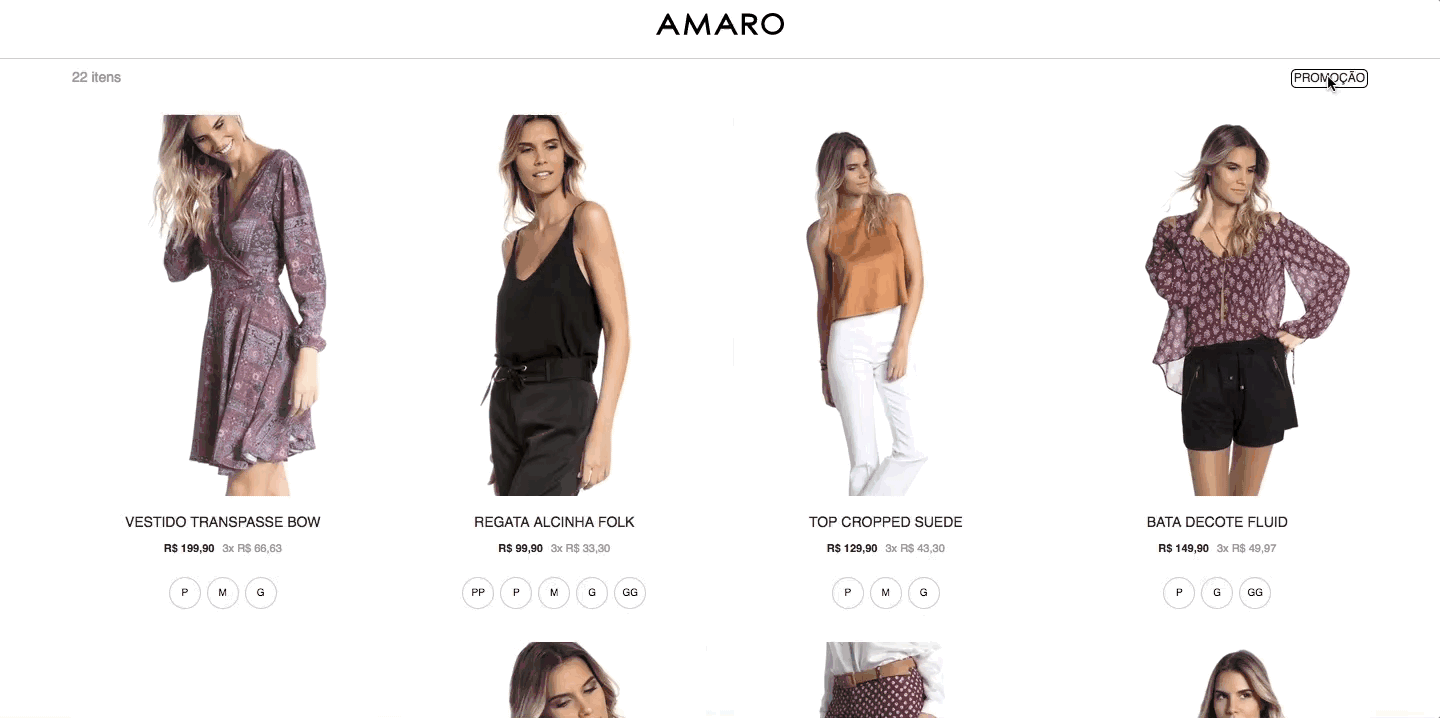 AMARO
22 itens
PROMOÇÃO
VESTIDO TRANSPASSE BOW
R$ 199,90 3x R$ 66,63
P M G
REGATA ALCINHA FOLK
R$ 99,90 3x R$ 33,30
PP P M G GG
TOP CROPPED SUEDE
R$ 129,90 3x R$ 43,30
P M G
BATA DECOTE FLUID
R$ 149,90 3x R$ 49,97
P G GG